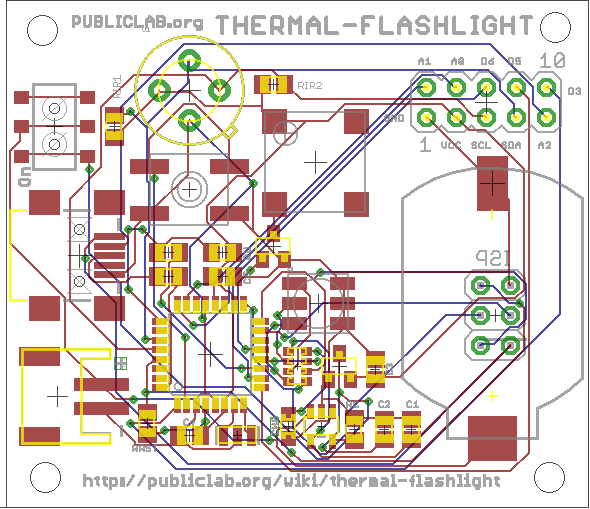 PUBLICLAB.org THERMAL-FLASHLIGHT
RIR1
RIR2
A1 A0 D6 D5 10
D3
GND
1 VCC SCL SDA A2
On
ISP
C2 C1
RRST
http://publiclab.org/wiki/thermal-flashlight